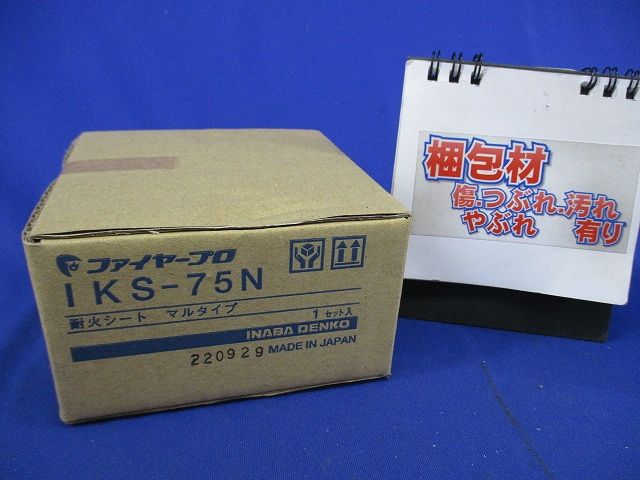 ファイヤープロ
IKS-75N
耐火シート マルタイプ
1セット入
INABA DENKO
220929 MADE IN JAPAN
梱包材
傷.つぶれ.汚れ
やぶれ 有り